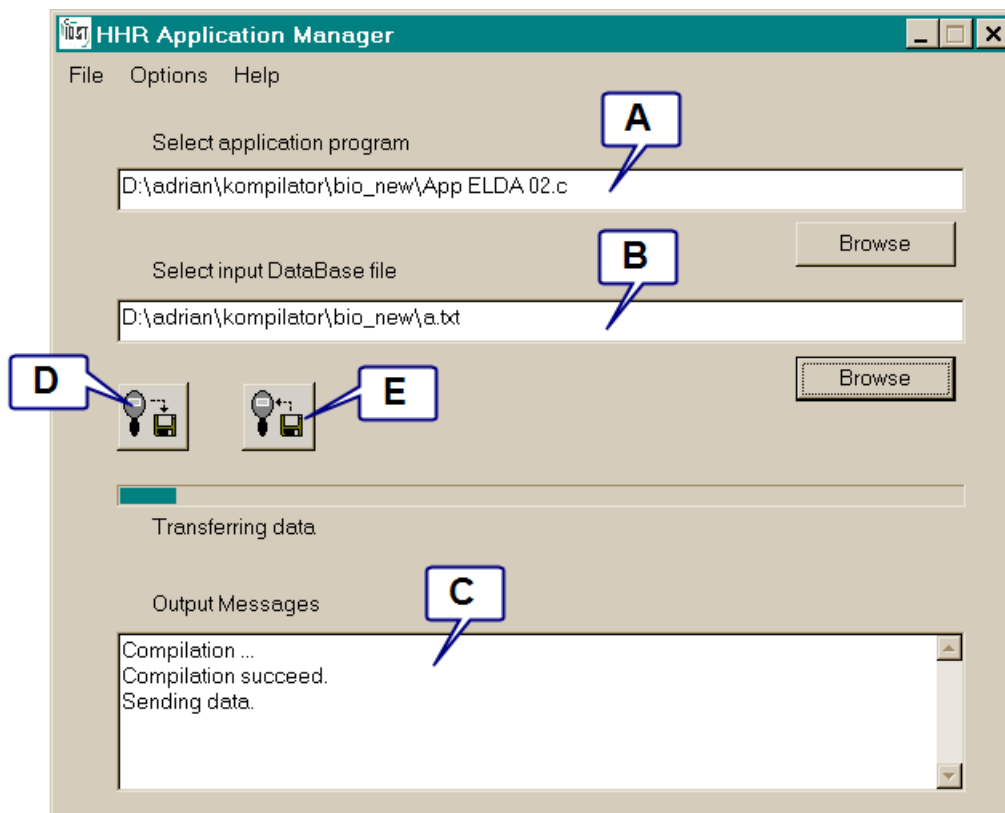 HHR Application Manager
File Options Help
A
Select application program
D:\adrian\kompilator\bio_new\App ELDA 02.c
Browse
B
Select input DataBase file
D:\adrian\kompilator\bio_new\a.txt
Browse
D
E
Transferring data
C
Output Messages
Compilation ...
Compilation succeed.
Sending data.